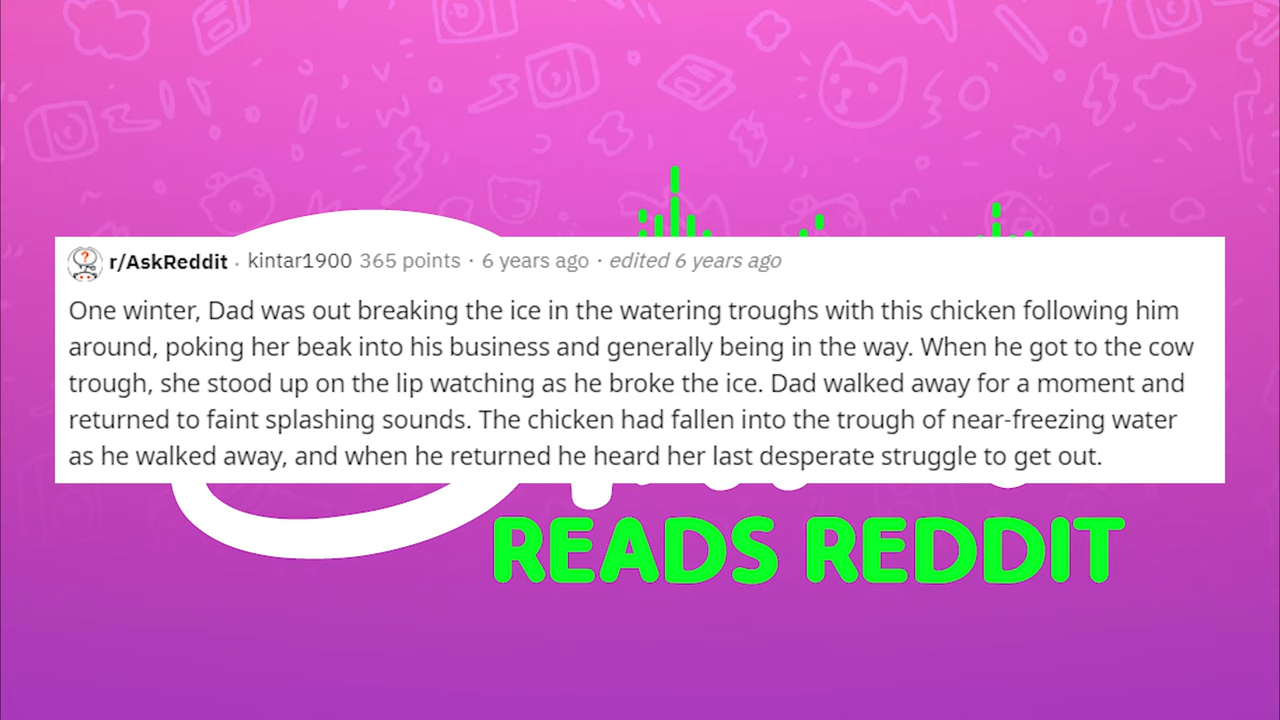 r/AskReddit · kintar1900 365 points · 6 years ago · edited 6 years ago
One winter, Dad was out breaking the ice in the watering troughs with this chicken following him
around, poking her beak into his business and generally being in the way. When he got to the cow
trough, she stood up on the lip watching as he broke the ice. Dad walked away for a moment and
returned to faint splashing sounds. The chicken had fallen into the trough of near-freezing water
as he walked away, and when he returned he heard her last desperate struggle to get out.
READS REDDIT